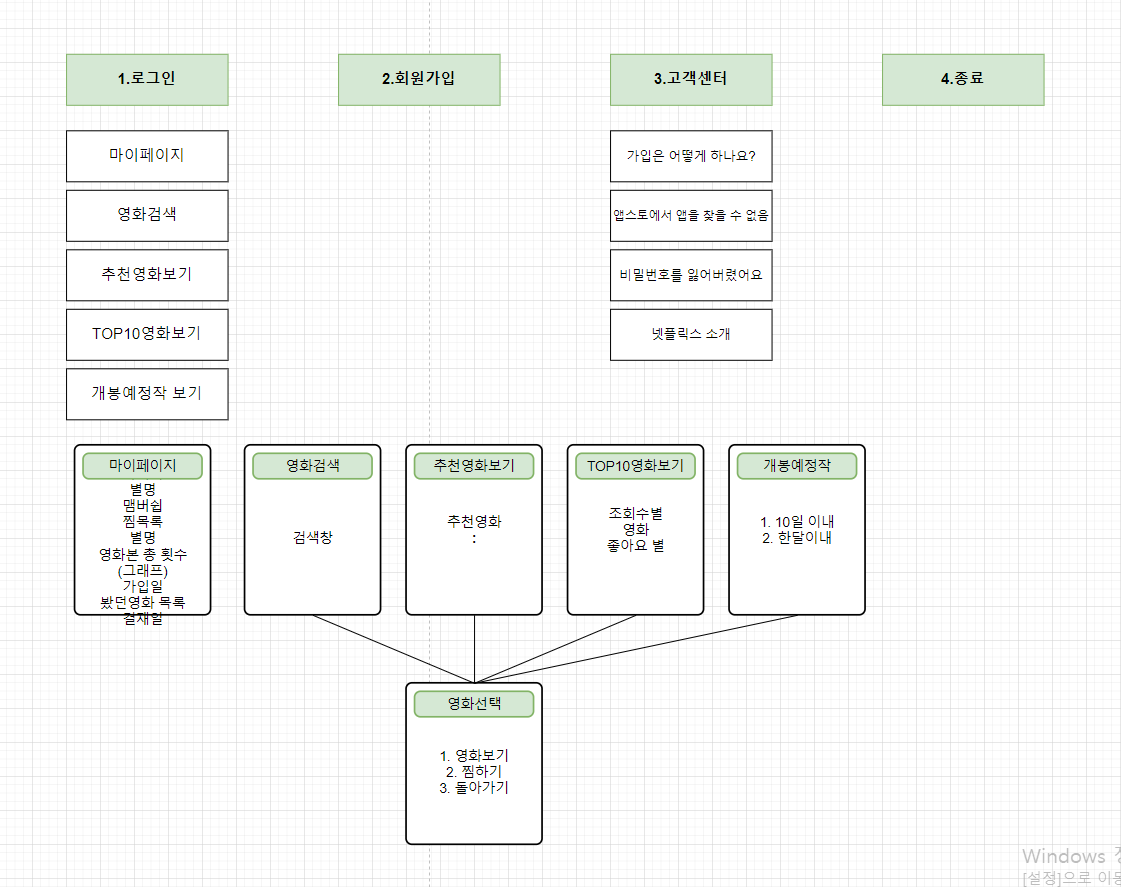 1.로그인
2.회원가입
3.고객센터
4.종료
마이페이지
영화검색
추천영화보기
TOP10영화보기
개봉예정작 보기
가입은 어떻게 하나요?
앱스토에서 앱을 찾을 수 없음
비밀번호를 잃어버렸어요
넷플릭스 소개
마이페이지
별명
맴버쉽
찜목록
별명
영화본 총 횟수
(그래프)
가입일
봤던영화 목록
결재일
영화검색
검색창
추천영화보기
추천영화
:
TOP10영화보기
조회수별
영화
좋아요 별
개봉예정작
1. 10일 이내
2. 한달이내
영화선택
1. 영화보기
2. 찜하기
3. 돌아가기
Windows
[설정]으로 이동